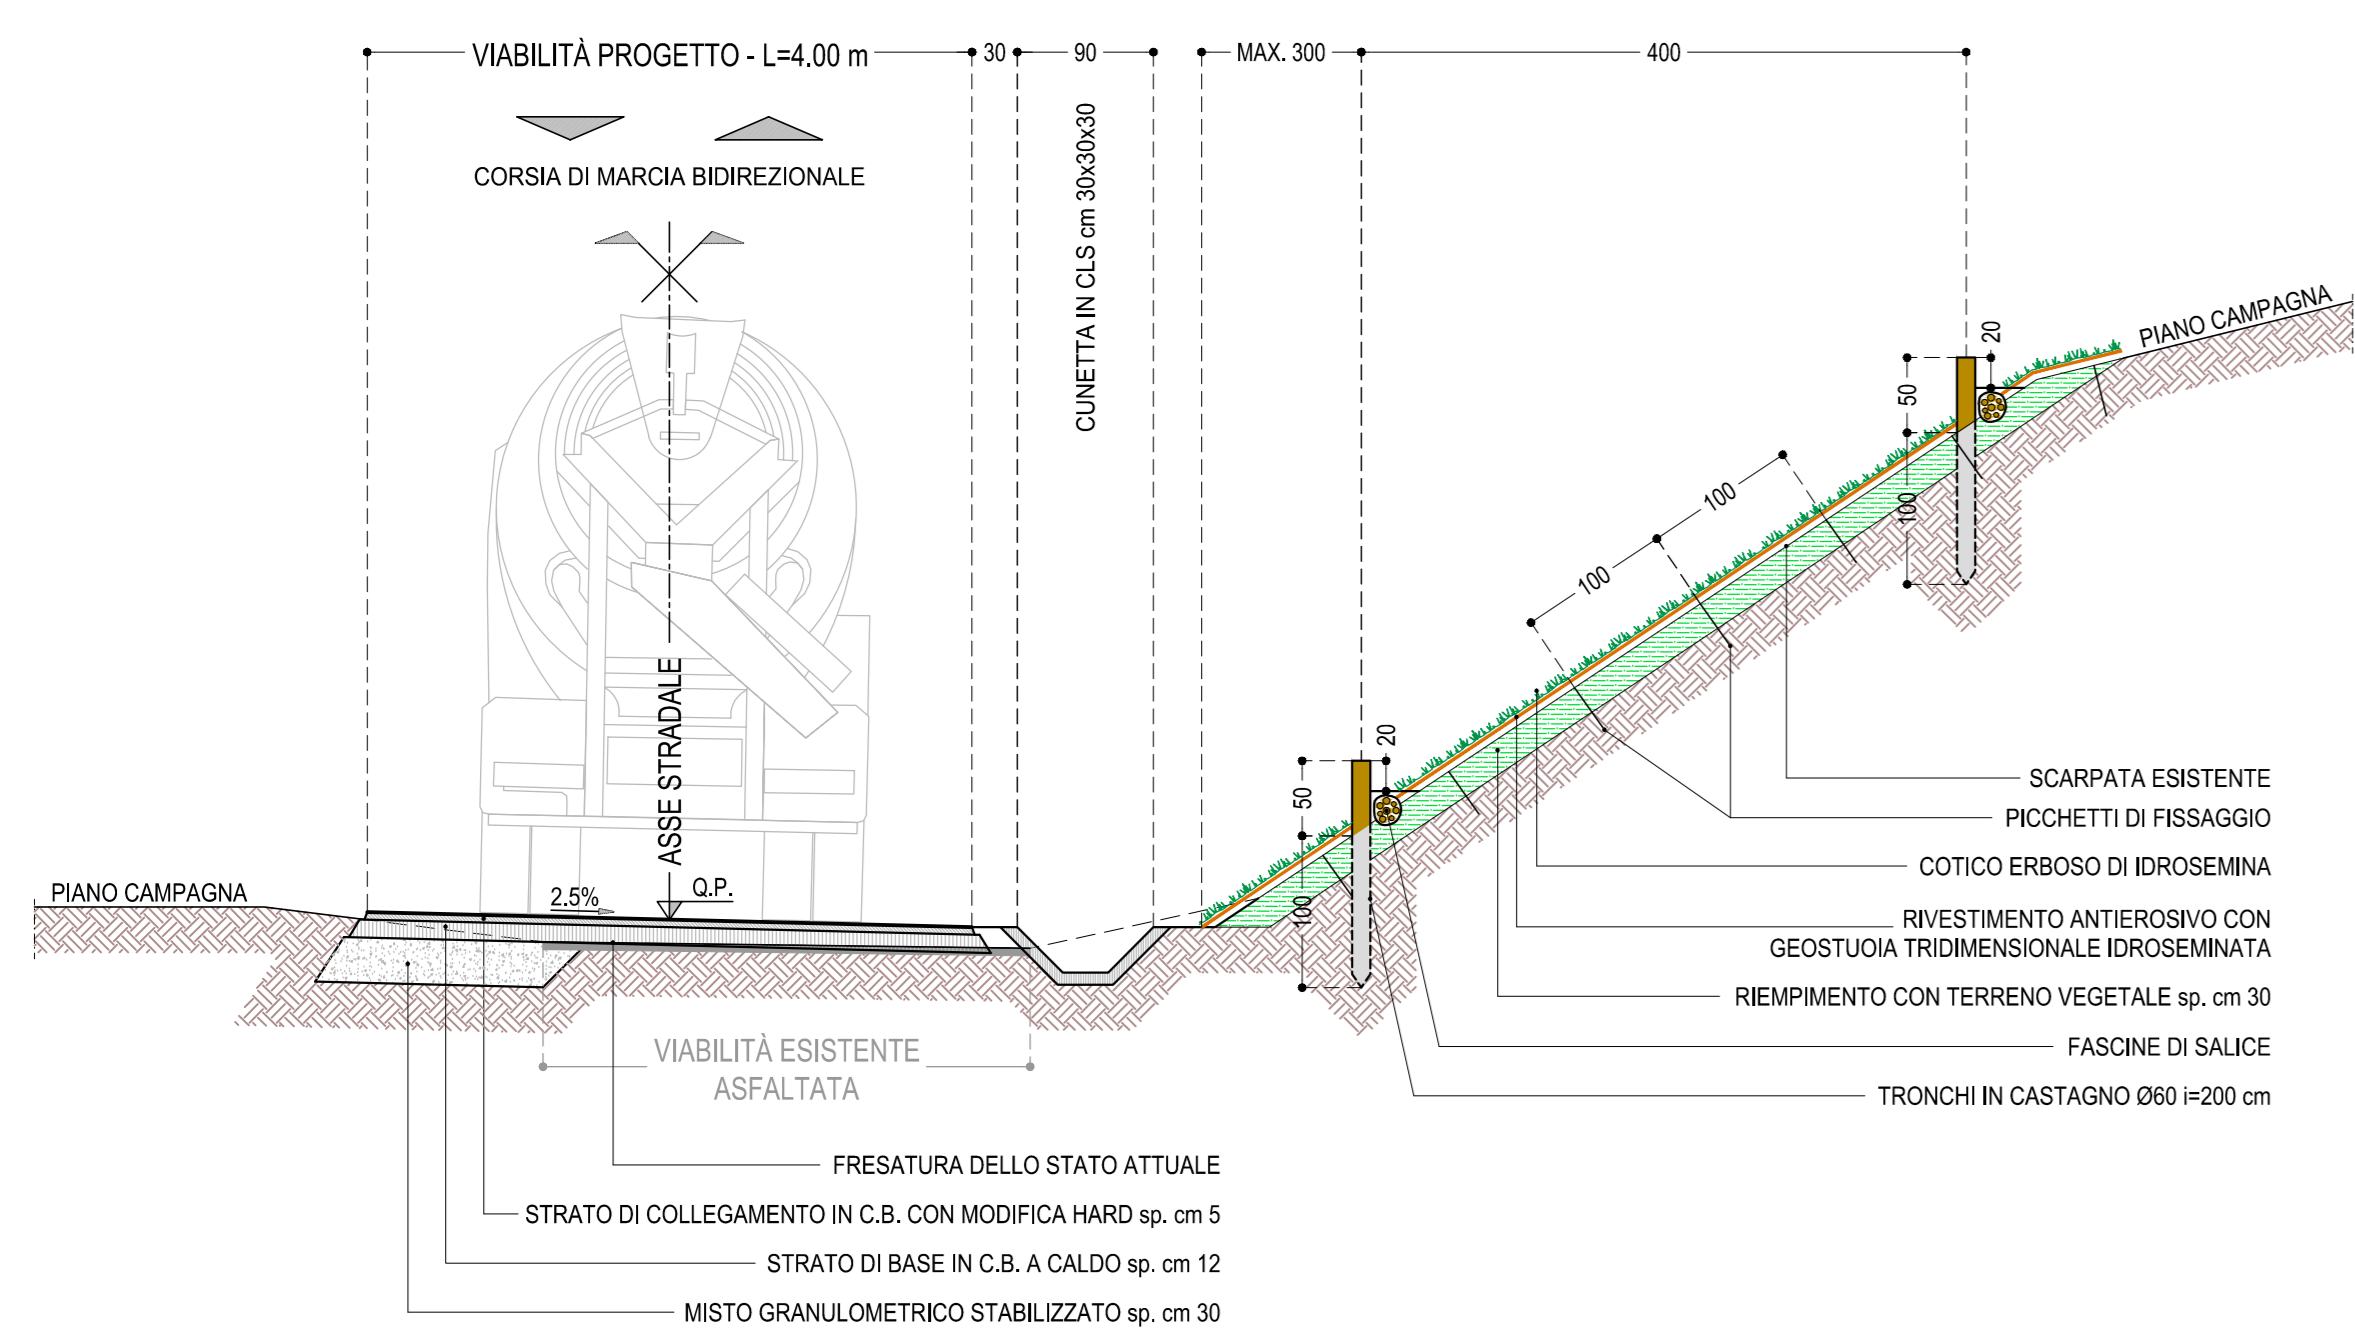 VIABILITÀ PROGETTO - L=4.00 m
30
90
MAX. 300
400
CORSIA DI MARCIA BIDIREZIONALE
CUNETTA IN CLS cm 30x30x30
ASSE STRADALE
PIANO CAMPAGNA
20
50
100
100
100
20
50
100
PIANO CAMPAGNA
2.5%
Q.P.
SCARPATA ESISTENTE
PICCHETTI DI FISSAGGIO
COTICO ERBOSO DI IDROSEMINA
RIVESTIMENTO ANTIEROSIVO CON
GEOSTUOIA TRIDIMENSIONALE IDROSEMINATA
RIEMPIMENTO CON TERRENO VEGETALE sp. cm 30
FASCINE DI SALICE
TRONCHI IN CASTAGNO Ø60 i=200 cm
VIABILITÀ ESISTENTE
ASFALTATA
FRESATURA DELLO STATO ATTUALE
STRATO DI COLLEGAMENTO IN C.B. CON MODIFICA HARD sp. cm 5
STRATO DI BASE IN C.B. A CALDO sp. cm 12
MISTO GRANULOMETRICO STABILIZZATO sp. cm 30